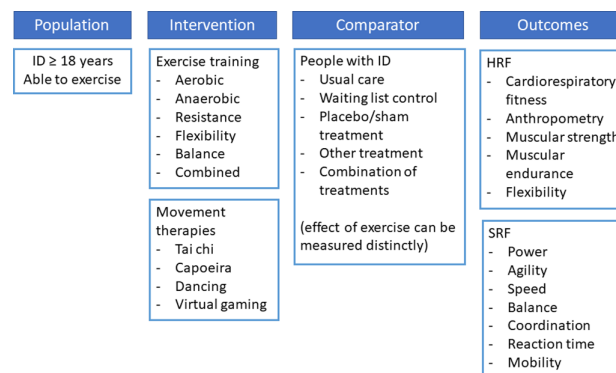 Population
ID ≥ 18 years
Able to exercise
Intervention
Exercise training
- Aerobic
- Anaerobic
- Resistance
- Flexibility
- Balance
- Combined
Movement
therapies
- Tai chi
- Capoeira
- Dancing
- Virtual gaming
Comparator
People with ID
- Usual care
- Waiting list control
- Placebo/sham
treatment
- Other treatment
- Combination of
treatments
(effect of exercise can be
measured distinctly)
Outcomes
HRF
- Cardiorespiratory
fitness
- Anthropometry
- Muscular strength
- Muscular
endurance
- Flexibility
SRF
- Power
- Agility
- Speed
- Balance
- Coordination
- Reaction time
- Mobility